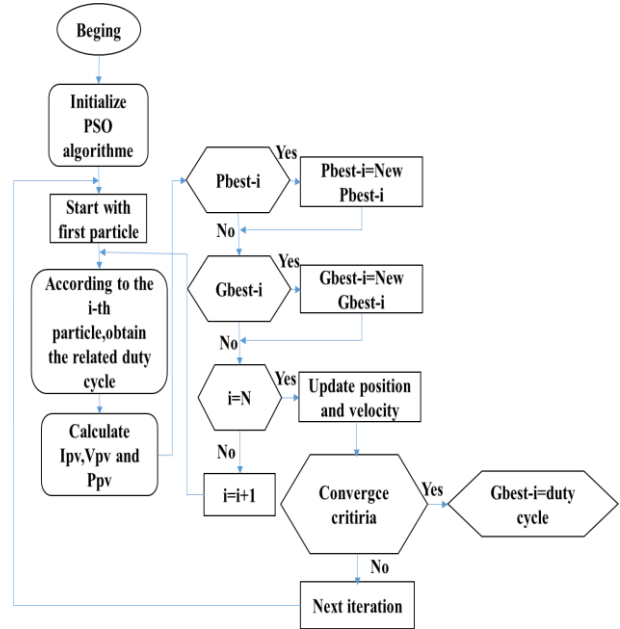 Beging
Initialize
PSO
algorithme
Start with
first particle
According to the
i-th
particle,obtain
the related duty
cycle
Calculate
Ipv,Vpv and
Ppv
Pbest-i
Yes
Pbest-i=New
Pbest-i
No
Gbest-i
Yes
Gbest-i=New
Gbest-i
No
i=N
Yes
Update position
and velocity
No
i=i+1
Convergce
critiria
Yes
Gbest-i=duty
cycle
No
Next iteration